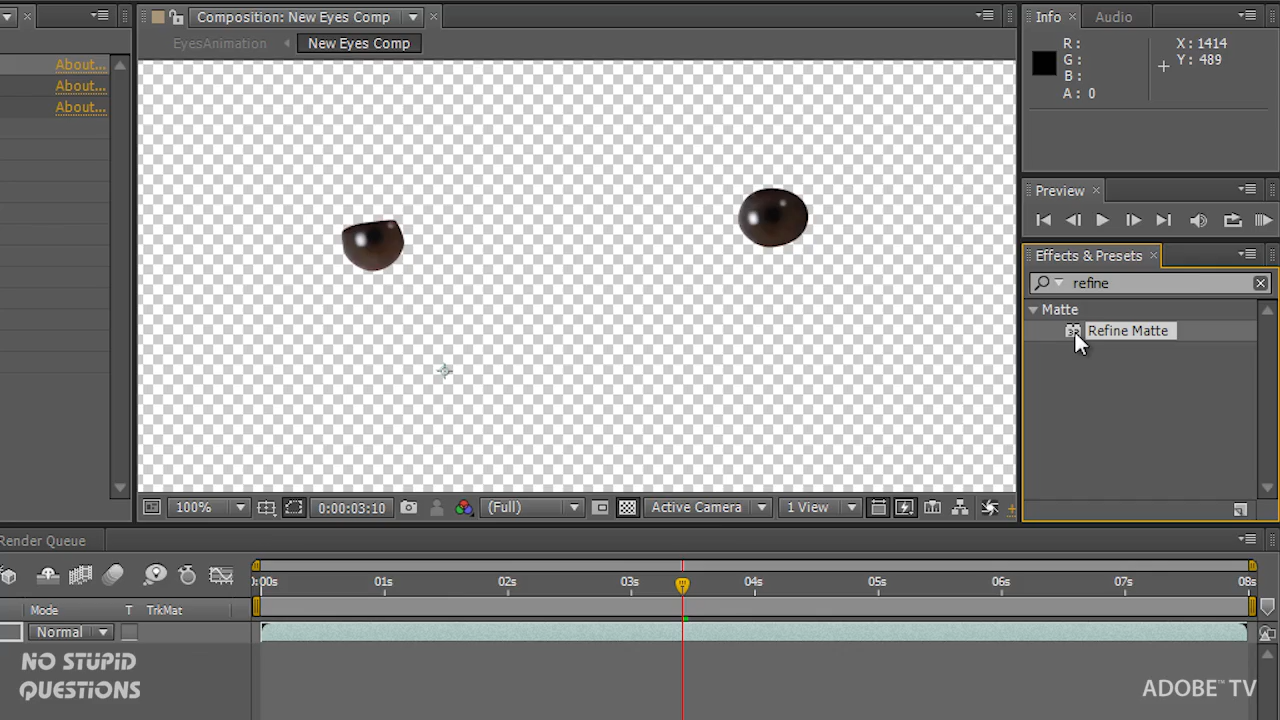 Composition: New Eyes Comp
EyesAnimation
New Eyes Comp
About...
About...
About...
Info
Audio
R:
G:
B:
A: 0
X: 1414
Y: 489
Preview
Effects & Presets
refine
Matte
Refine Matte
100%
0:00:03:10
(Full)
Active Camera
1 View
Render Queue
0:00s
01s
02s
03s
04s
05s
06s
07s
08s
Mode
T
TrkMat
Normal
NO STUPID
QUESTIONS
ADOBE™ TV